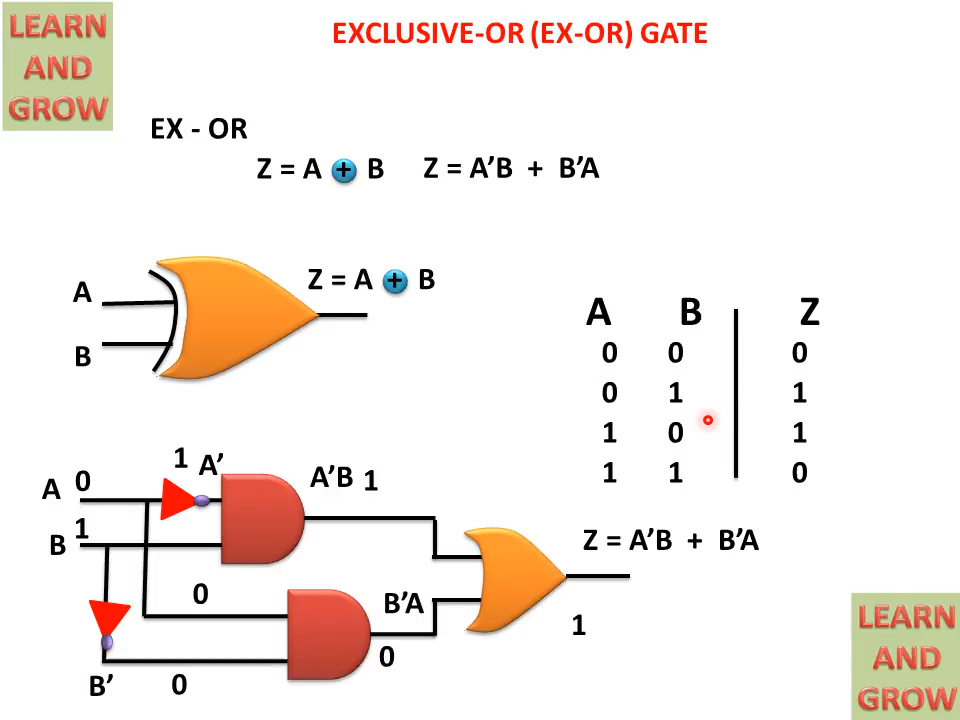 LEARN
AND
GROW
EXCLUSIVE-OR (EX-OR) GATE
EX - OR
Z = A + B Z = A’B + B’A
A
B
Z = A + B
A B Z
0 0 0
0 1 1
1 0 1
1 1 0
A 0
B 1
1 A’
A’B 1
0
B’A
0
B’ 0
Z = A’B + B’A
1
LEARN
AND
GROW